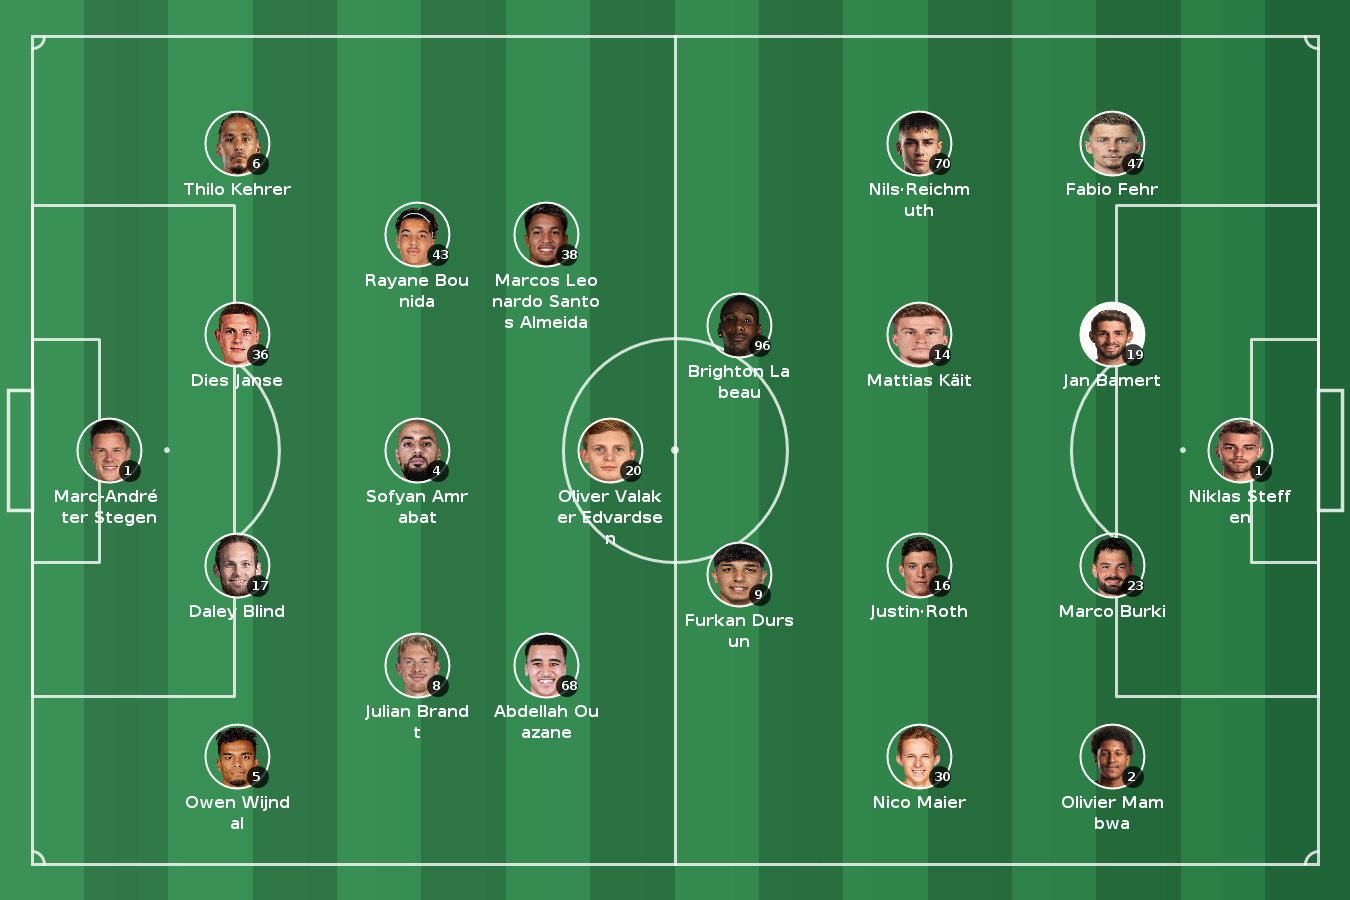 6
Thilo Kehrer
43
Rayane Bou
nida
38
Marcos Leo
nardo Santo
s Almeida
36
Dies Janse
1
Marc-André
ter Stegen
4
Sofyan Amr
abat
20
Oliver Valak
er Edvardse
n
17
Daley Blind
8
Julian Brand
t
68
Abdellah Ou
azane
5
Owen Wijnd
al
70
Nils·Reichm
uth
47
Fabio Fehr
96
Brighton La
beau
14
Mattias Käit
19
Jan Bamert
1
Niklas Steff
en
9
Furkan Durs
un
16
Justin·Roth
23
Marco Burki
30
Nico Maier
2
Olivier Mam
bwa